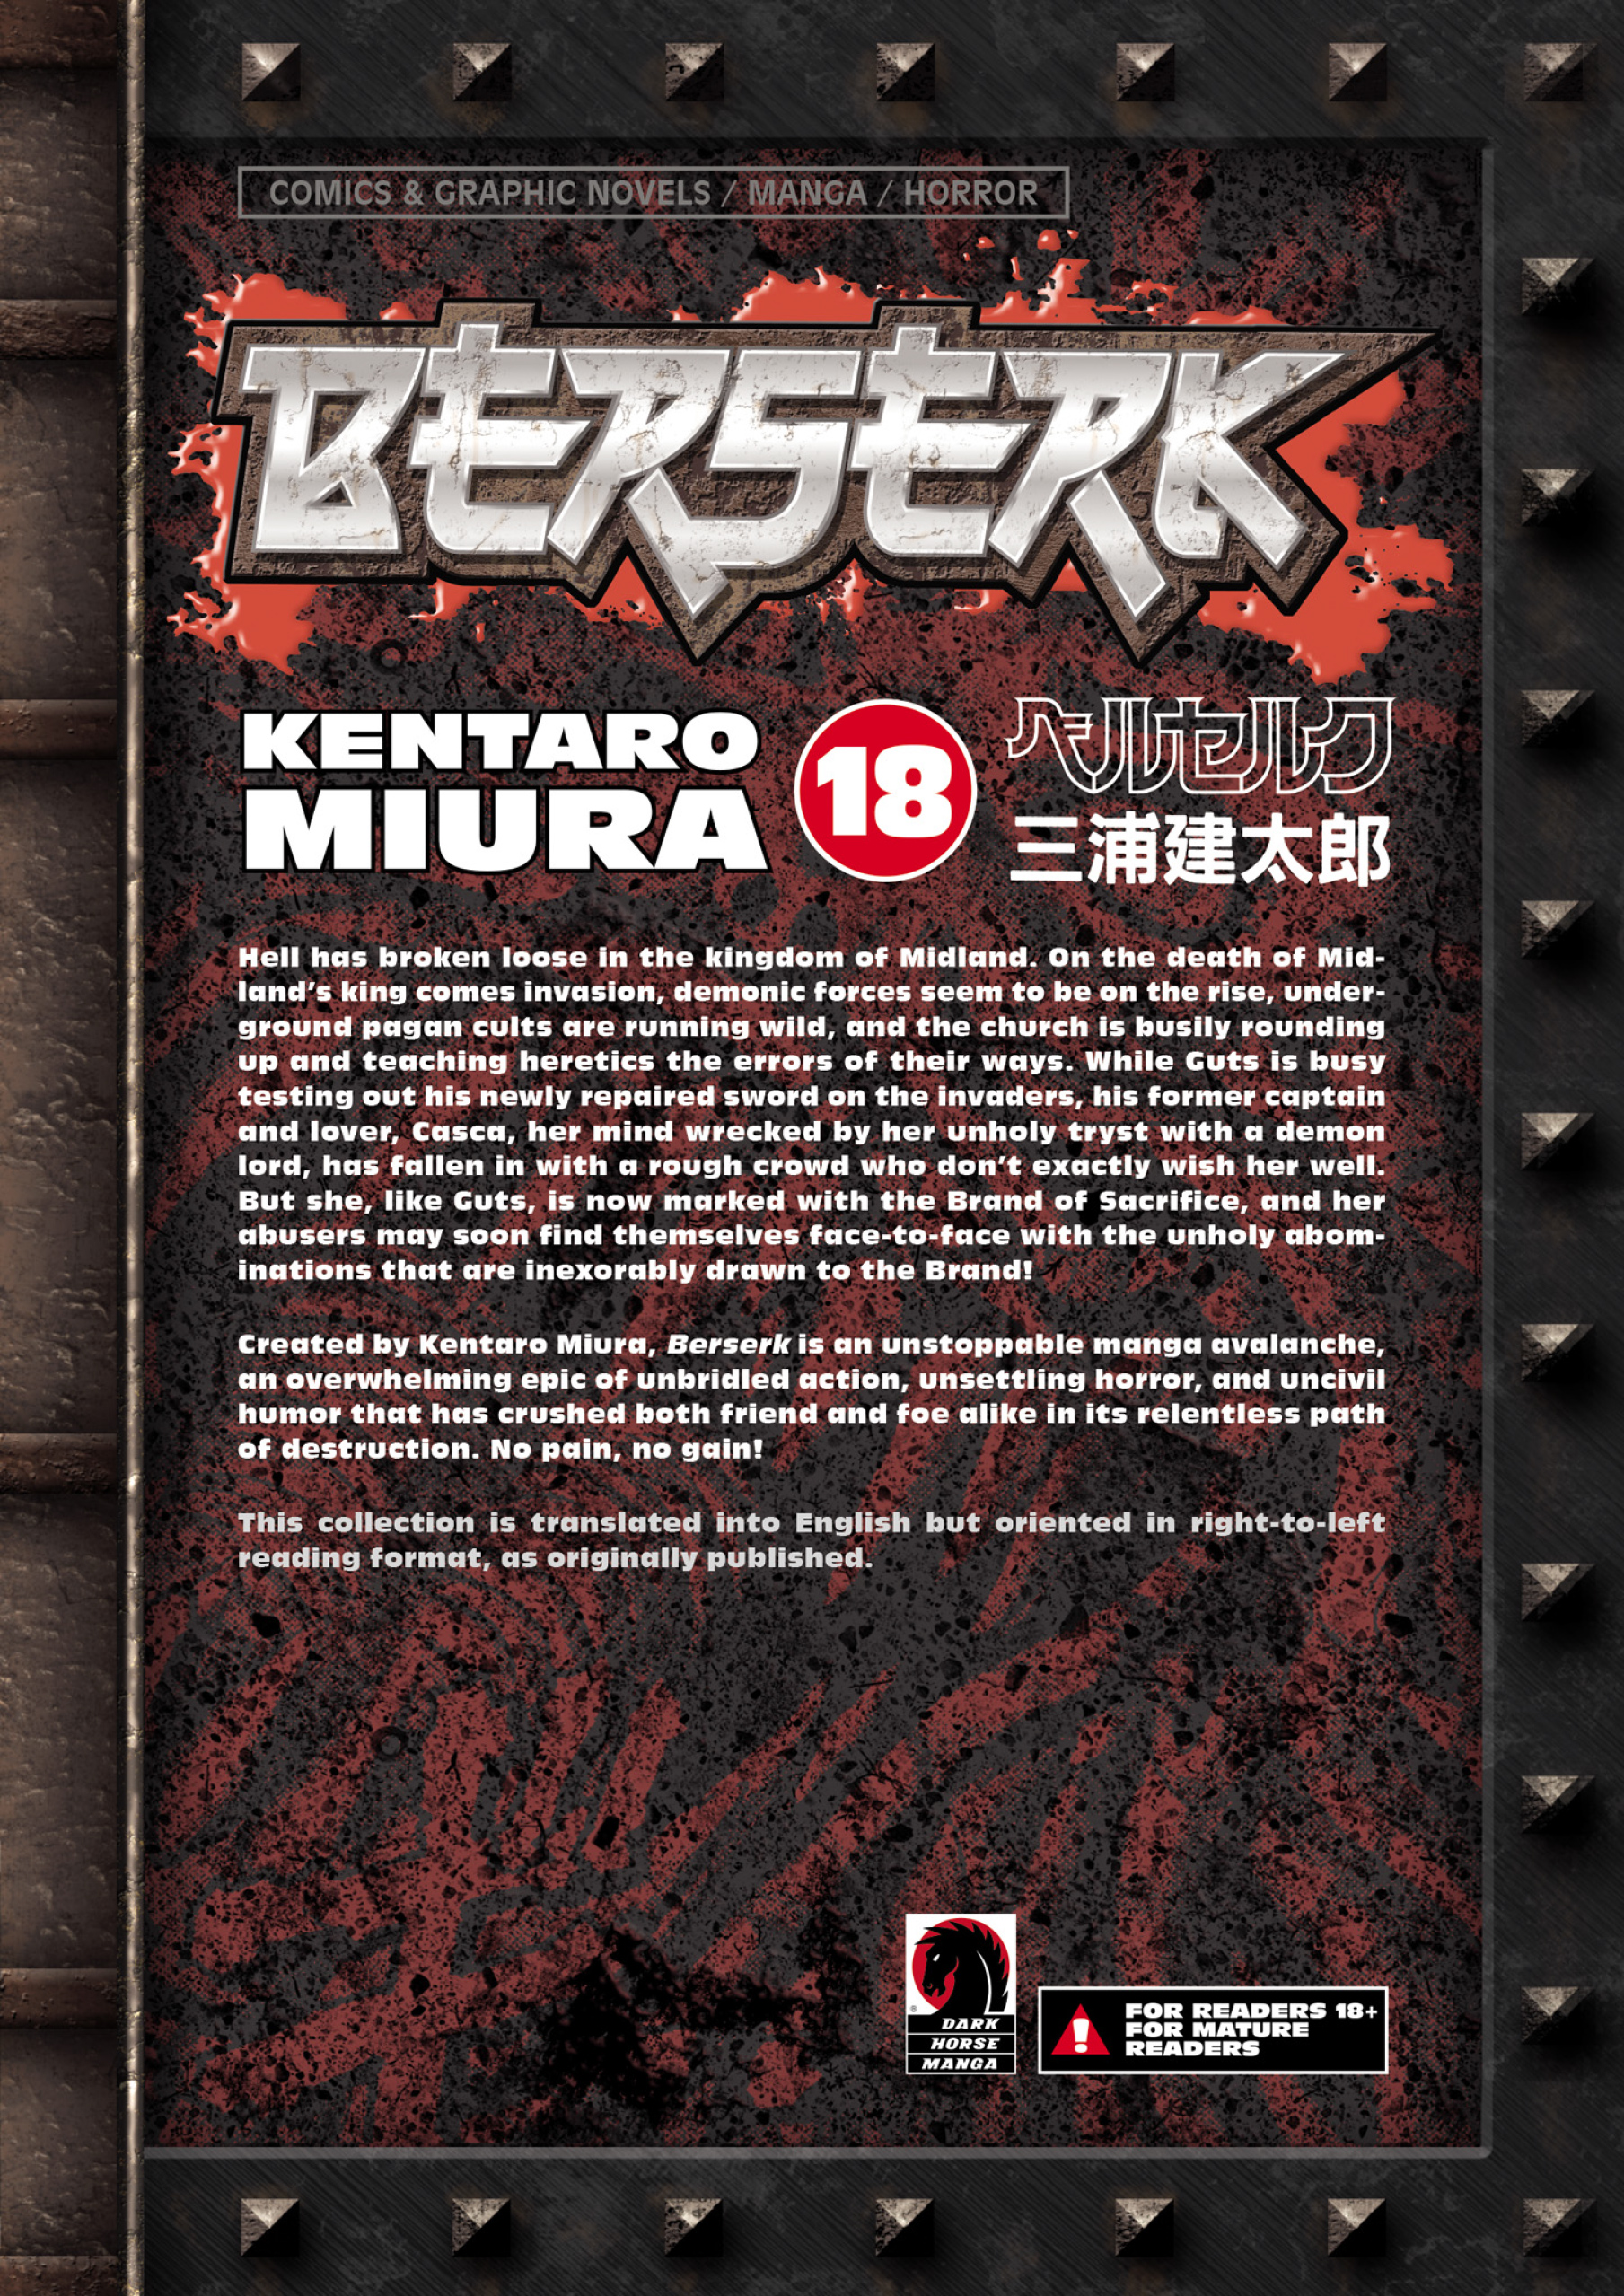 COMICS & GRAPHIC NOVELS / MANGA / HORROR
BERSERK
KENTARO
MIURA
18
ベルセルク
三浦建太郎
Hell has broken loose in the kingdom of Midland. On the death of Mid-
land's king comes invasion, demonic forces seem to be on the rise, under-
ground pagan cults are running wild, and the church is busily rounding
up and teaching heretics the errors of their ways. While Guts is busy
testing out his newly repaired sword on the invaders, his former captain
and lover, Casca, her mind wrecked by her unholy tryst with a demon
lord, has fallen in with a rough crowd who don't exactly wish her well.
But she, like Guts, is now marked with the Brand of Sacrifice, and her
abusers may soon find themselves face-to-face with the unholy abom-
inations that are inexorably drawn to the Brand!
Created by Kentaro Miura, Berserk is an unstoppable manga avalanche,
an overwhelming epic of unbridled action, unsettling horror, and uncivil
humor that has crushed both friend and foe alike in its relentless path
of destruction. No pain, no gain!
This collection is translated into English but oriented in right-to-left
reading format, as originally published.
®
DARK
HORSE
MANGA
!
FOR READERS 18+
FOR MATURE
READERS